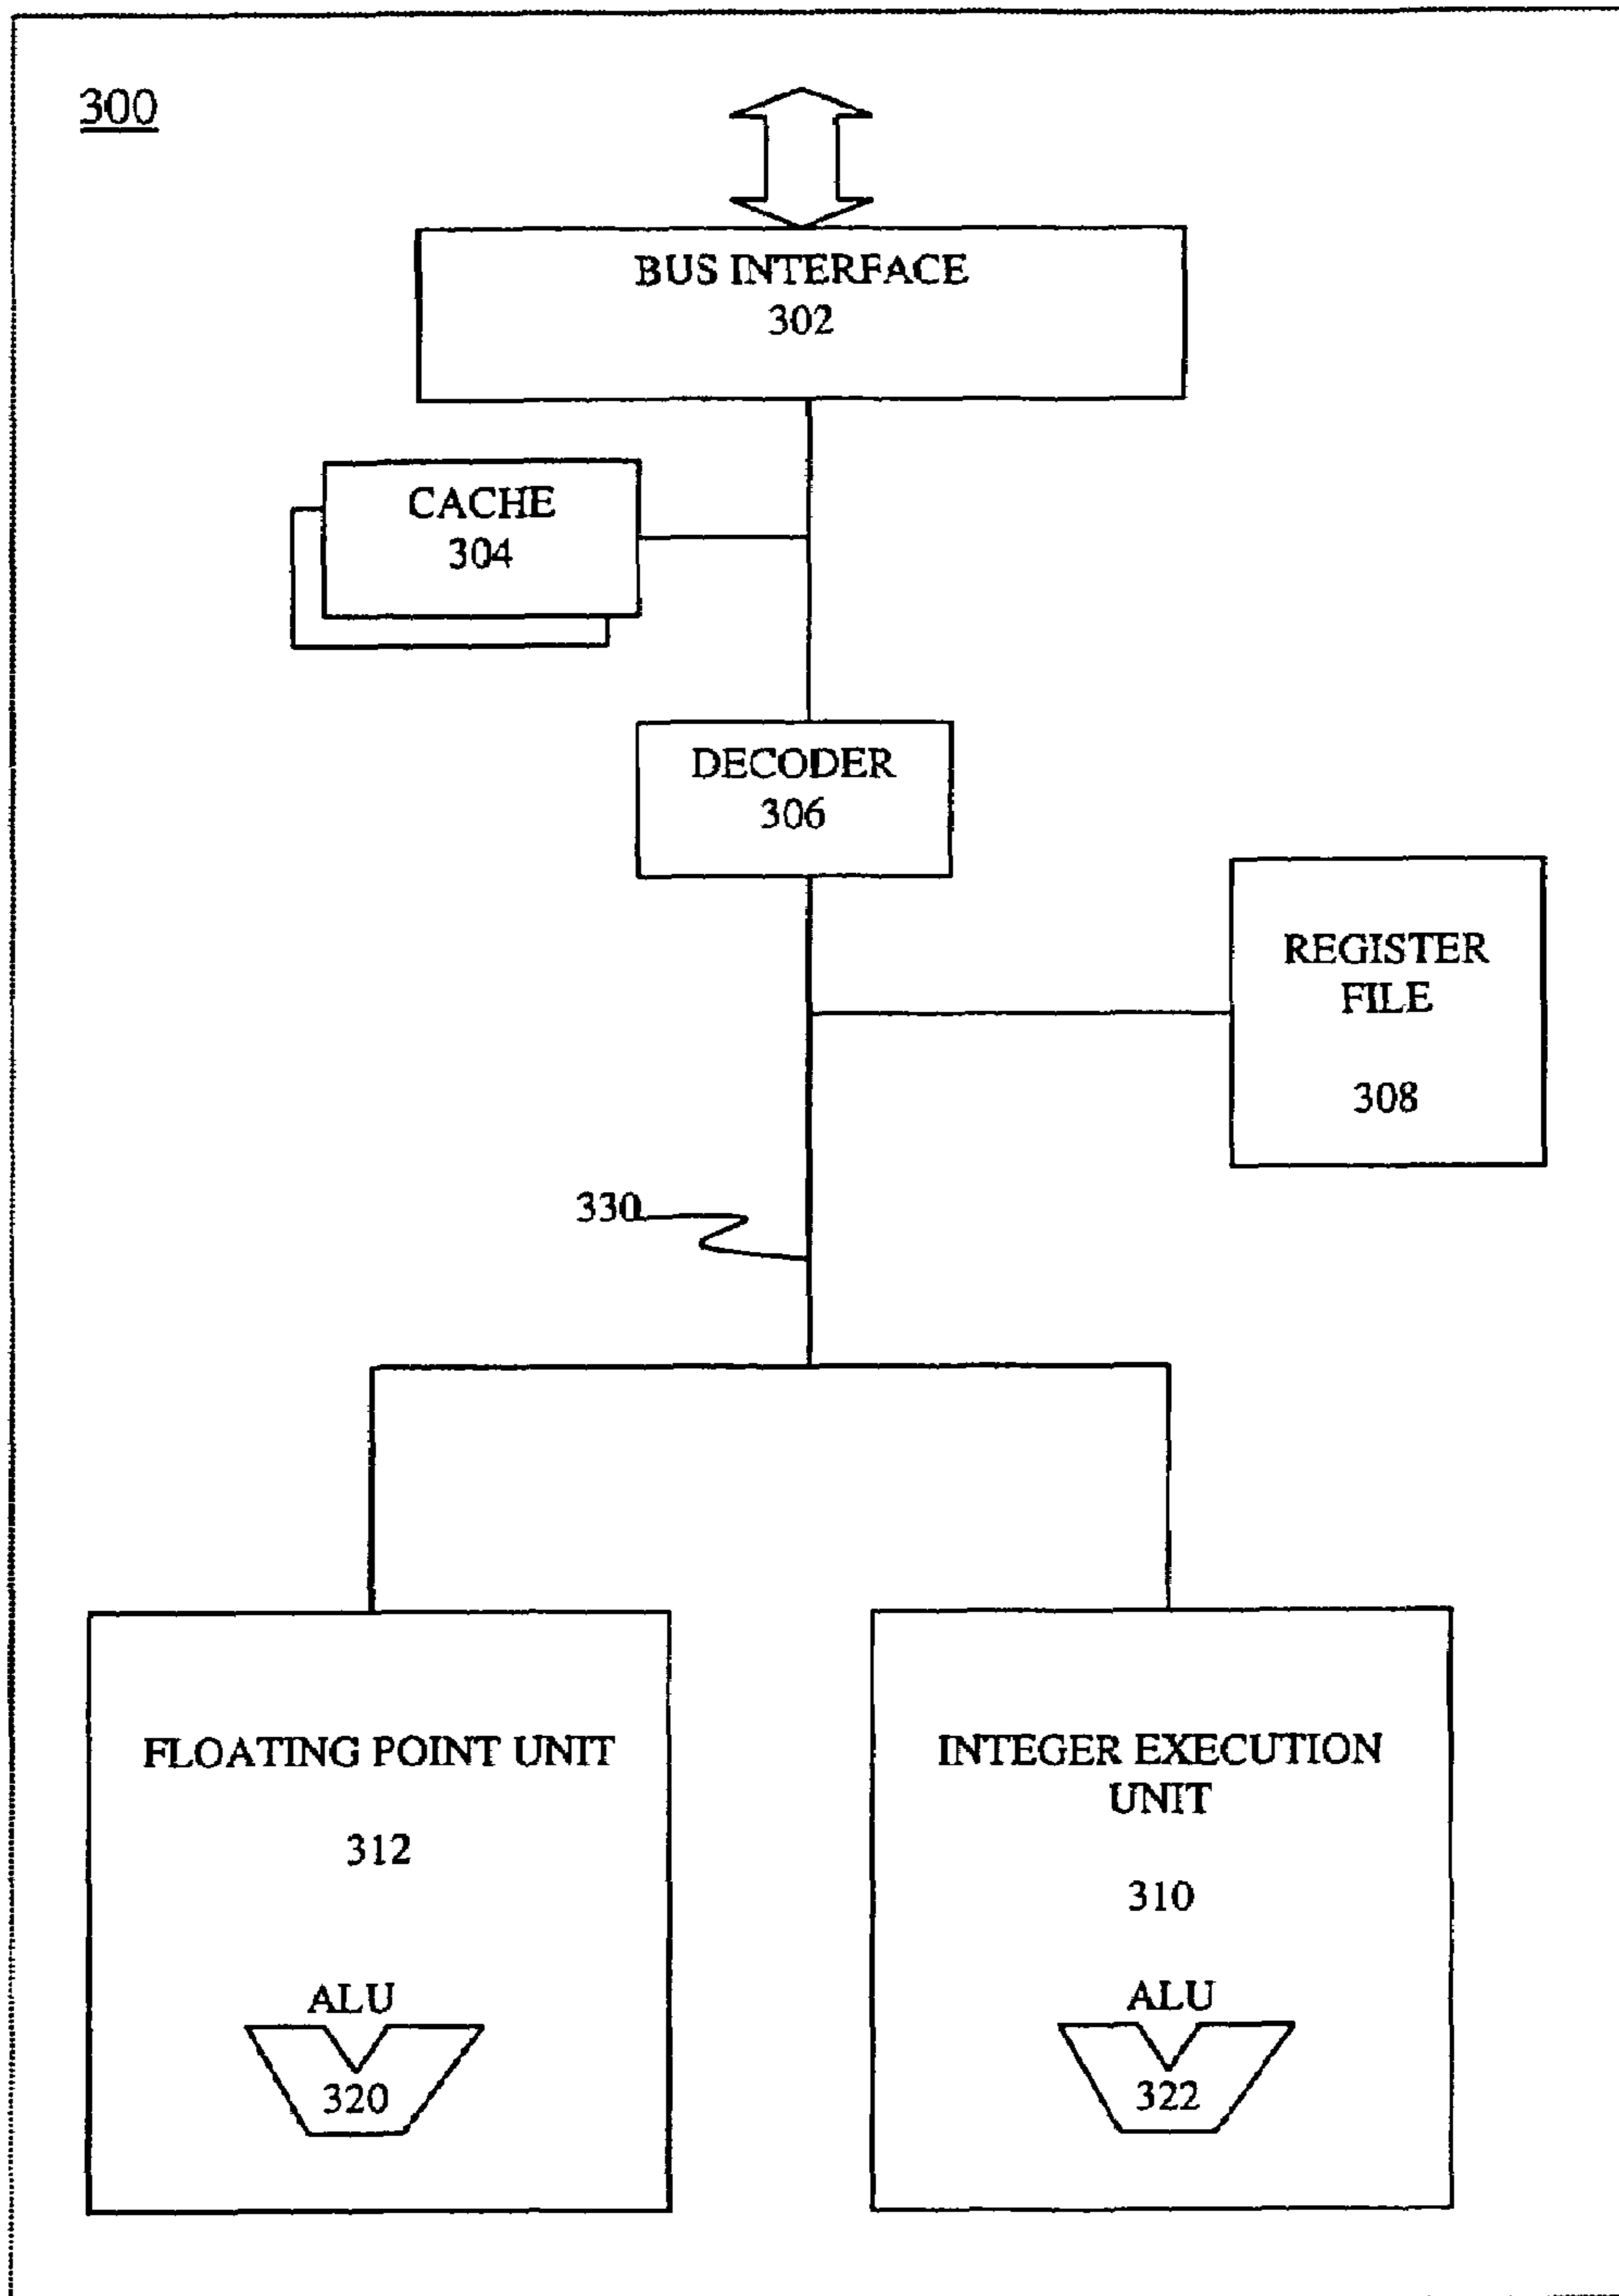 300
BUS INTERFACE
302
CACHE
304
DECODER
306
REGISTER
FILE
308
330
FLOATING POINT UNIT
312
ALU
320
INTEGER EXECUTION
UNIT
310
ALU
322